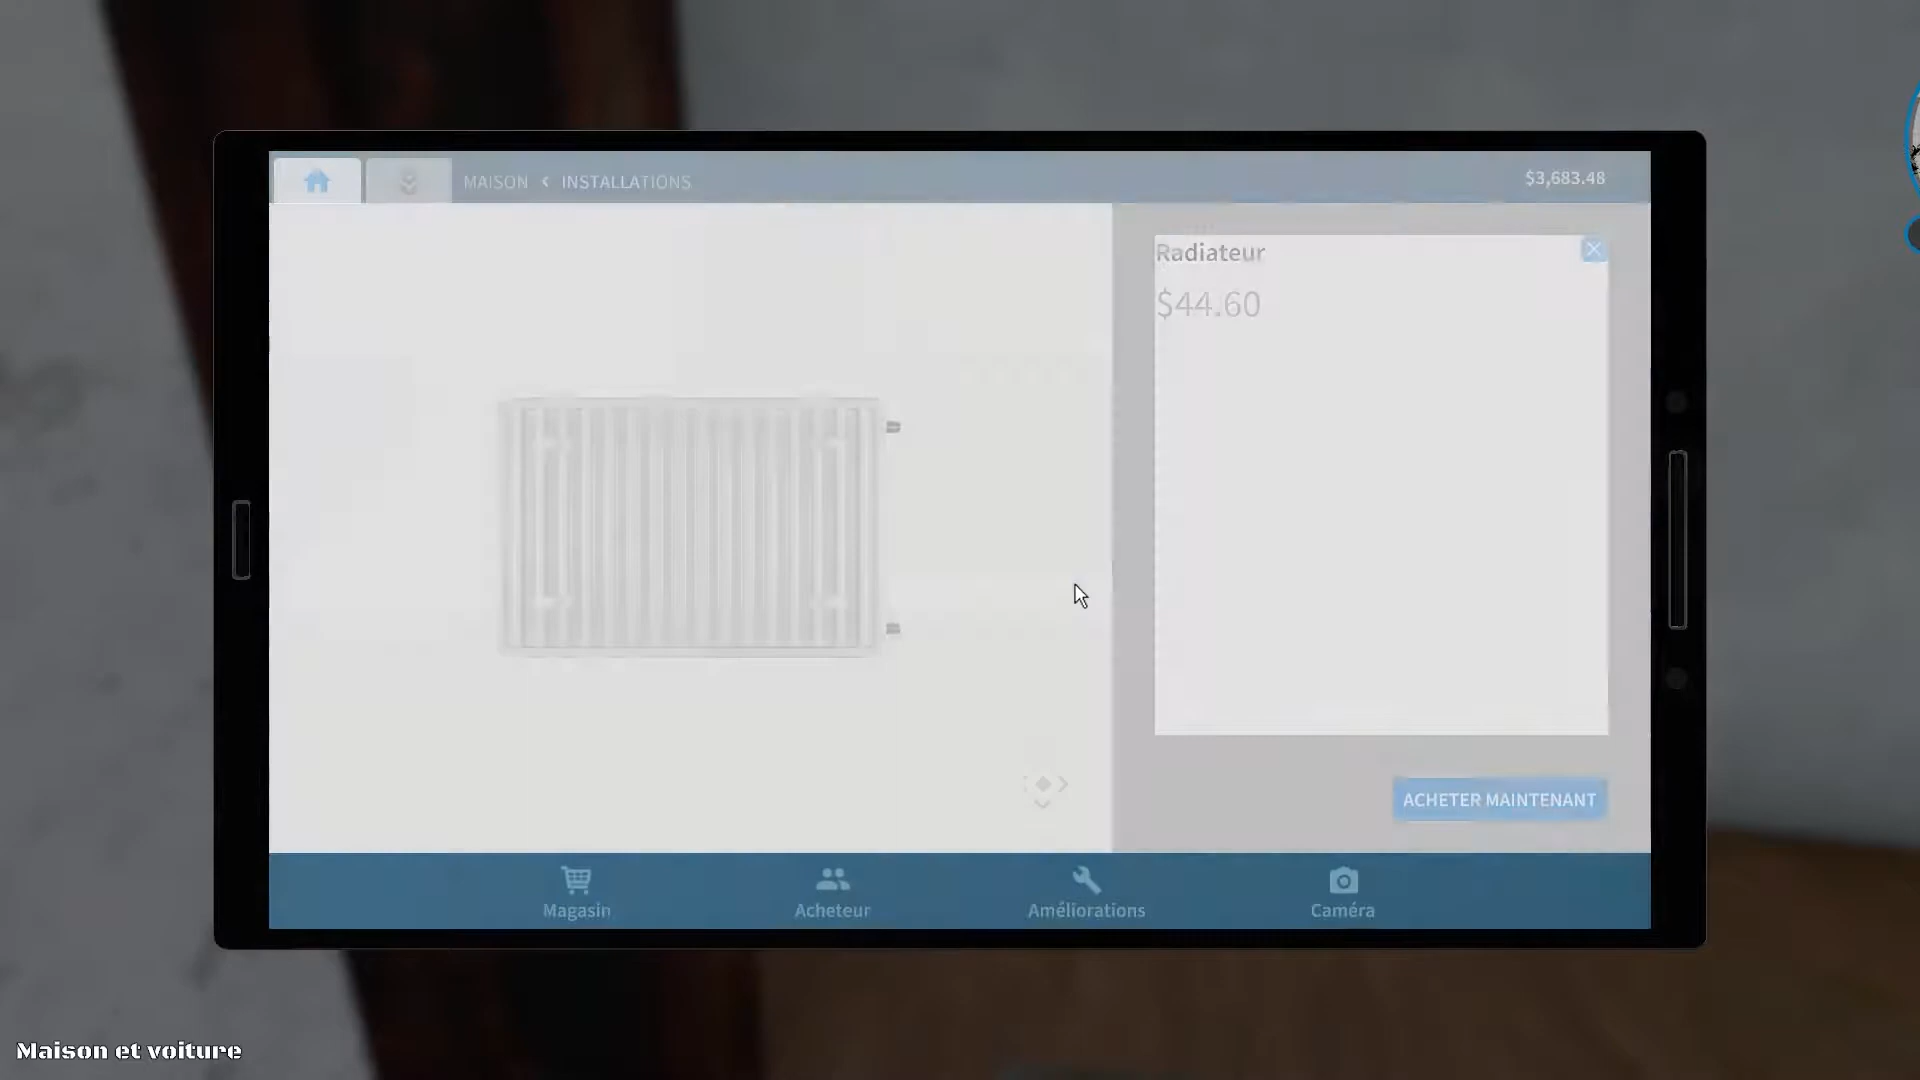 MAISON < INSTALLATIONS
$3,683.48
Radiateur
$44.60
ACHETER MAINTENANT
Magasin
Acheteur
Améliorations
Caméra
Maison et voiture